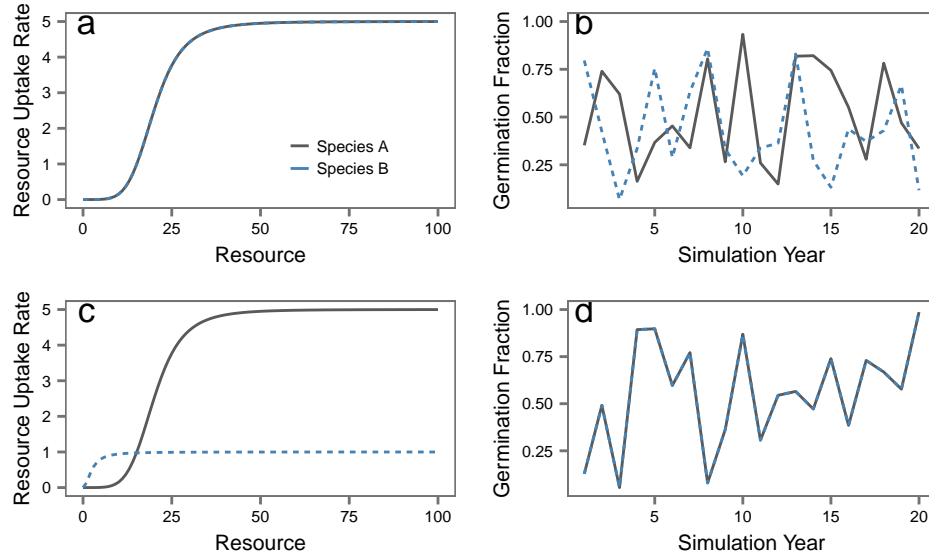 a
Resource Uptake Rate
5
4
3
2
1
0
Species A
Species B
0 25 50 75 100
Resource
b
Germination Fraction
1.00
0.75
0.50
0.25
5 10 15 20
Simulation Year
c
Resource Uptake Rate
5
4
3
2
1
0
0 25 50 75 100
Resource
d
Germination Fraction
1.00
0.75
0.50
0.25
5 10 15 20
Simulation Year